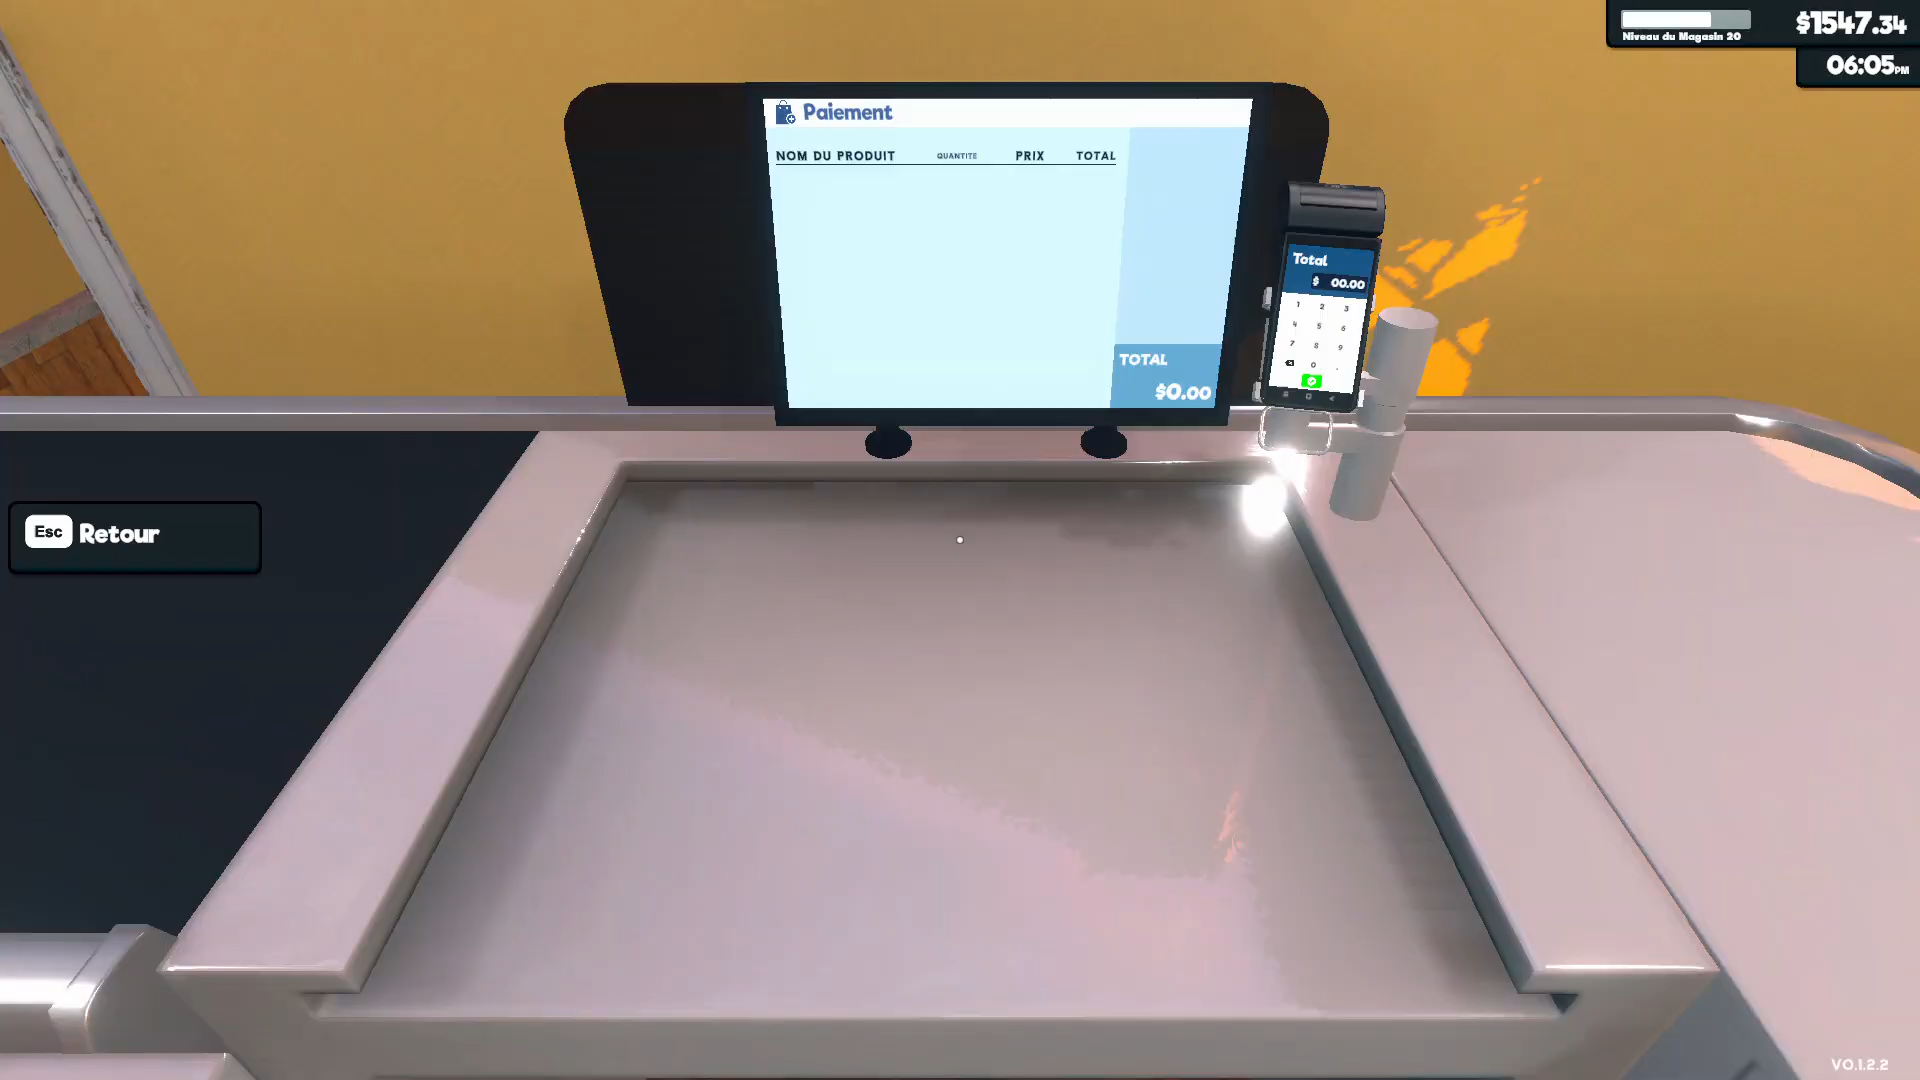 $1547.34
Niveau du Magasin 20
06:05PM
Paiement
NOM DU PRODUIT QUANTITE PRIX TOTAL
TOTAL
$0.00
Total
$ 00.00
1 2 3
4 5 6
7 8 9
0 .
Esc Retour
V0.1.2.2